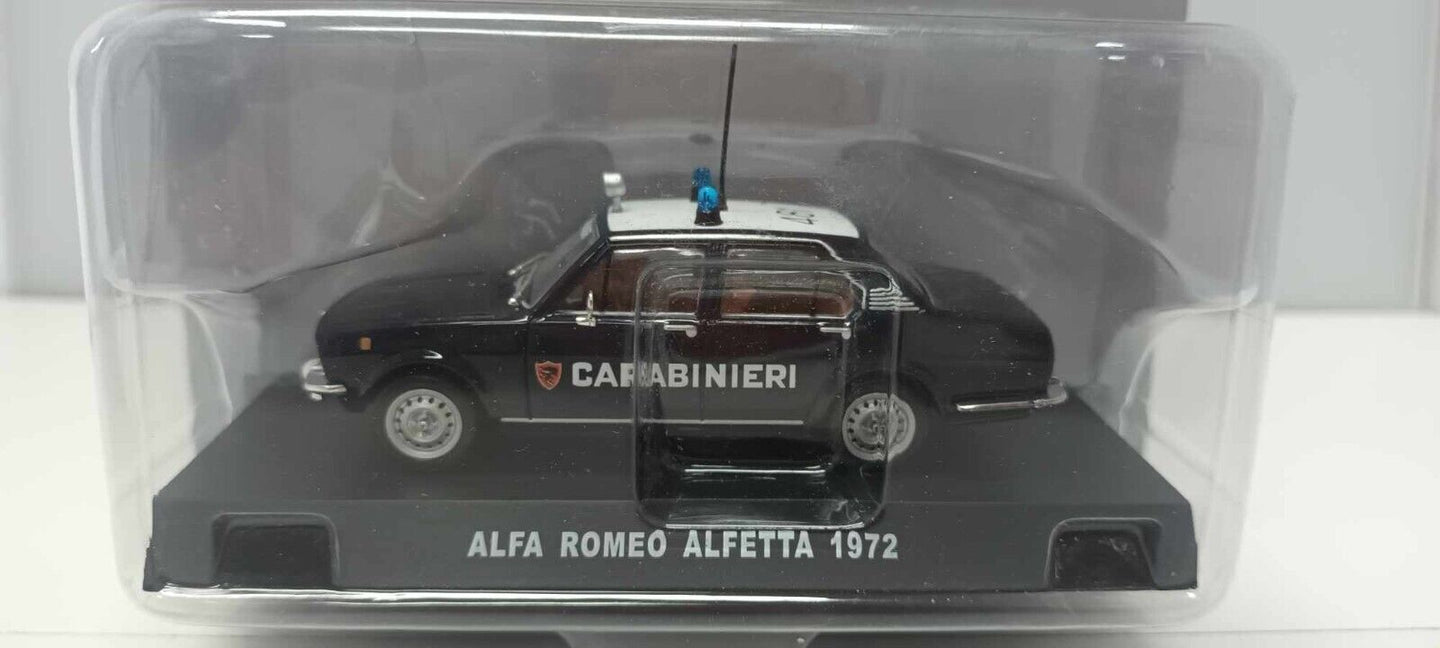 CARABINIERI
ALFA ROMEO ALFETTA 1972